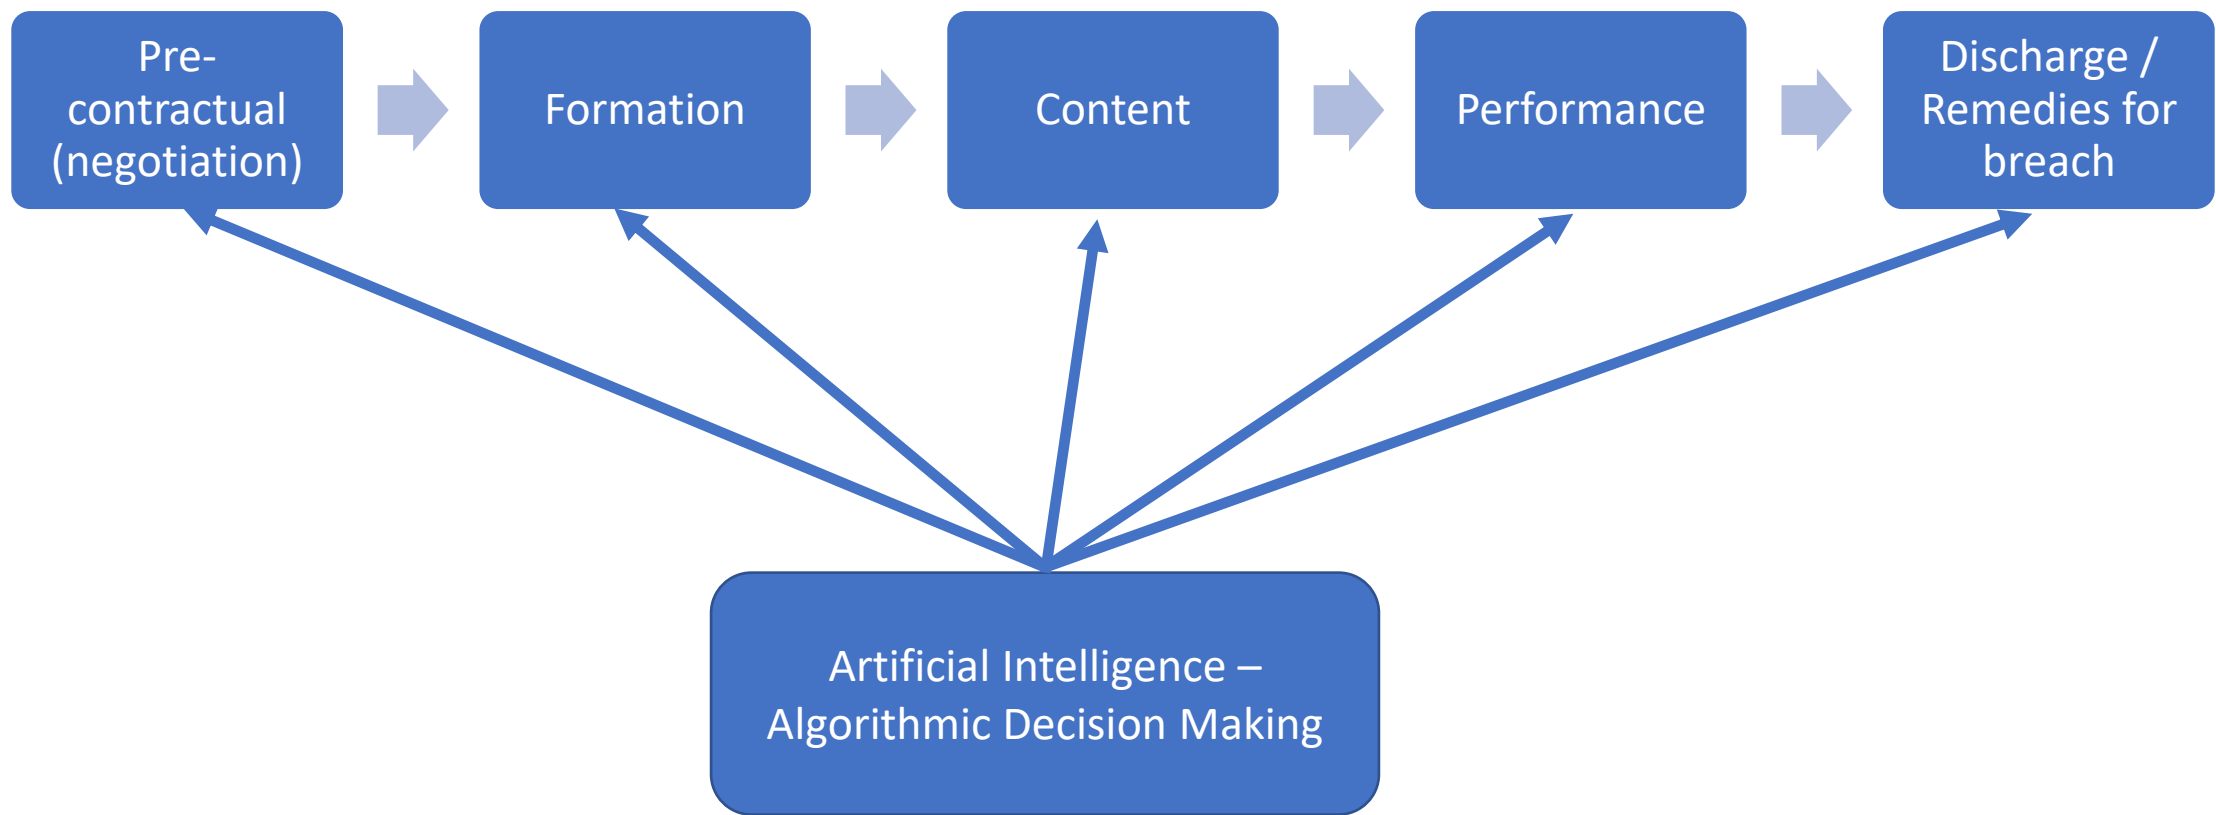 Pre-
contractual
(negotiation)
Formation
Content
Performance
Discharge /
Remedies for
breach
Artificial Intelligence –
Algorithmic Decision Making